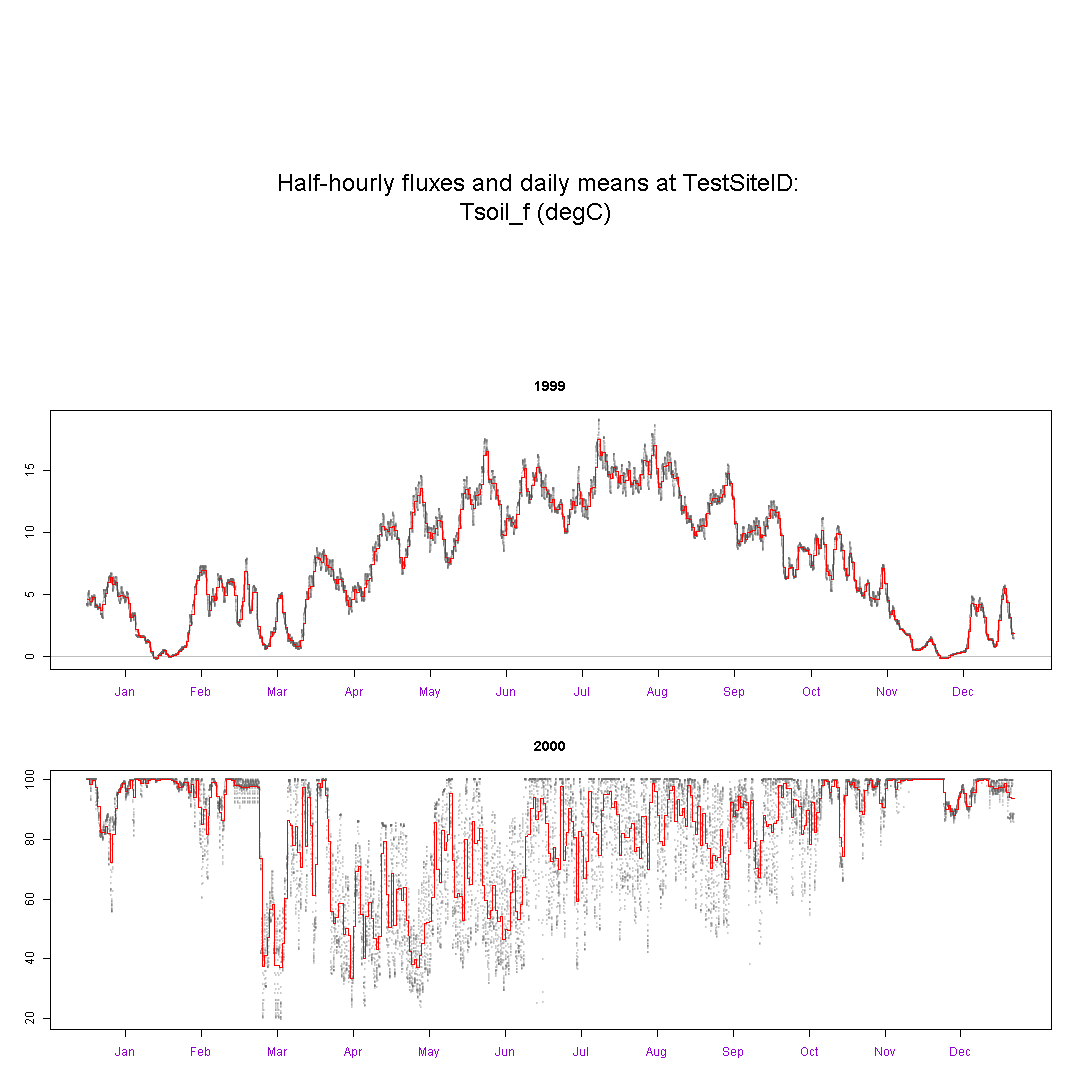 Half-hourly fluxes and daily means at TestSiteID:
Tsoil_f (degC)
1999
15
10
5
0
Jan Feb Mar Apr May Jun Jul Aug Sep Oct Nov Dec
2000
100
80
60
40
20
Jan Feb Mar Apr May Jun Jul Aug Sep Oct Nov Dec